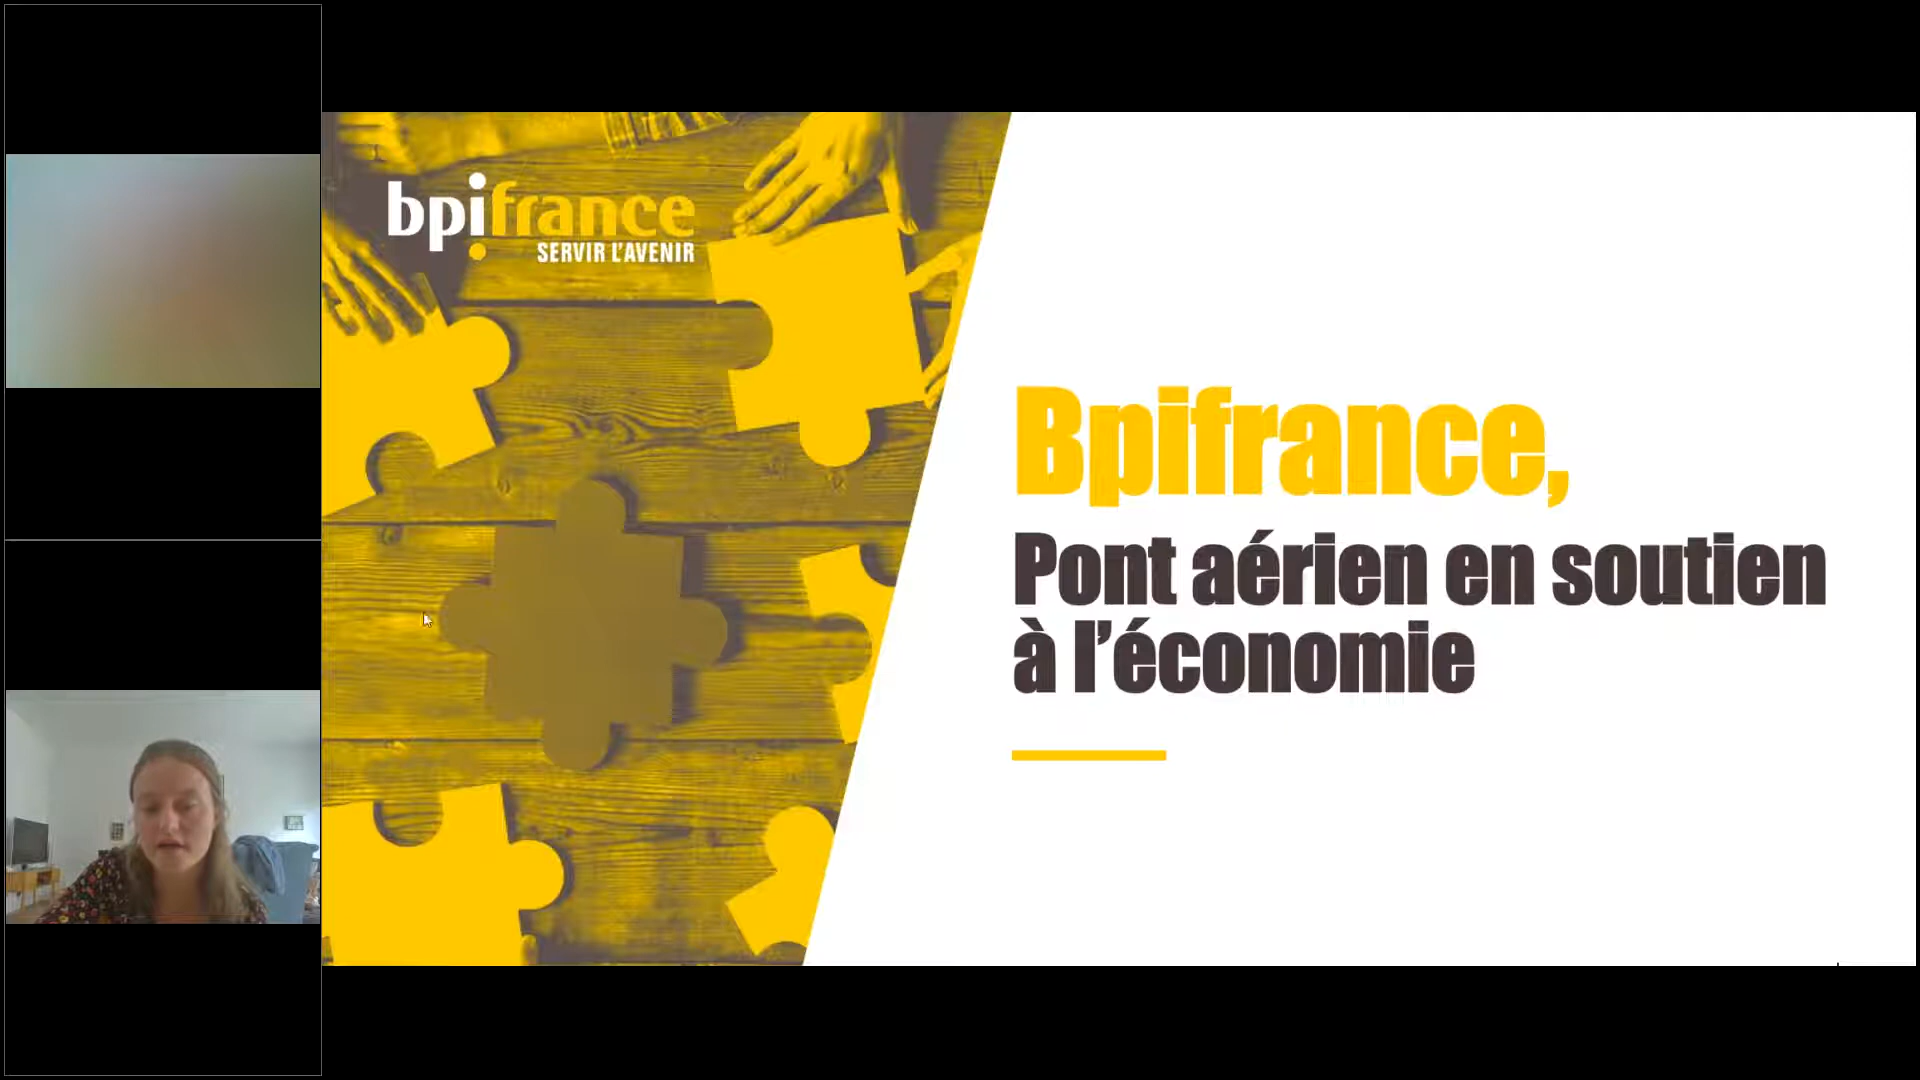 bpifrance
SERVIR L'AVENIR
Bpifrance,
Pont aérien en soutien
à l’économie